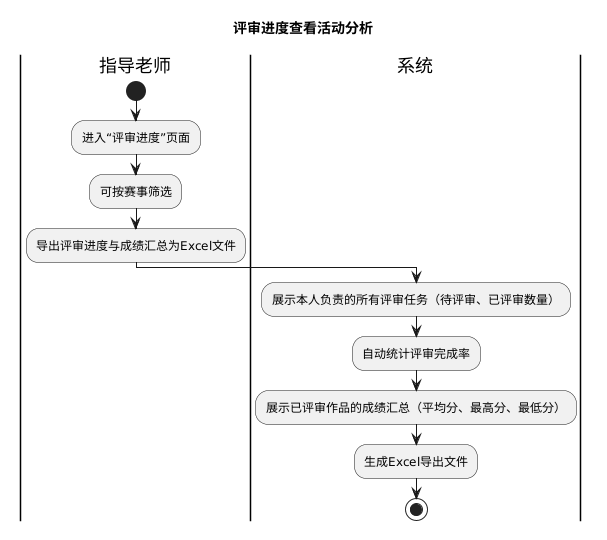 评审进度查看活动分析
指导老师
系统
进入“评审进度”页面
可按赛事筛选
导出评审进度与成绩汇总为Excel文件
展示本人负责的所有评审任务（待评审、已评审数量）
自动统计评审完成率
展示已评审作品的成绩汇总（平均分、最高分、最低分）
生成Excel导出文件